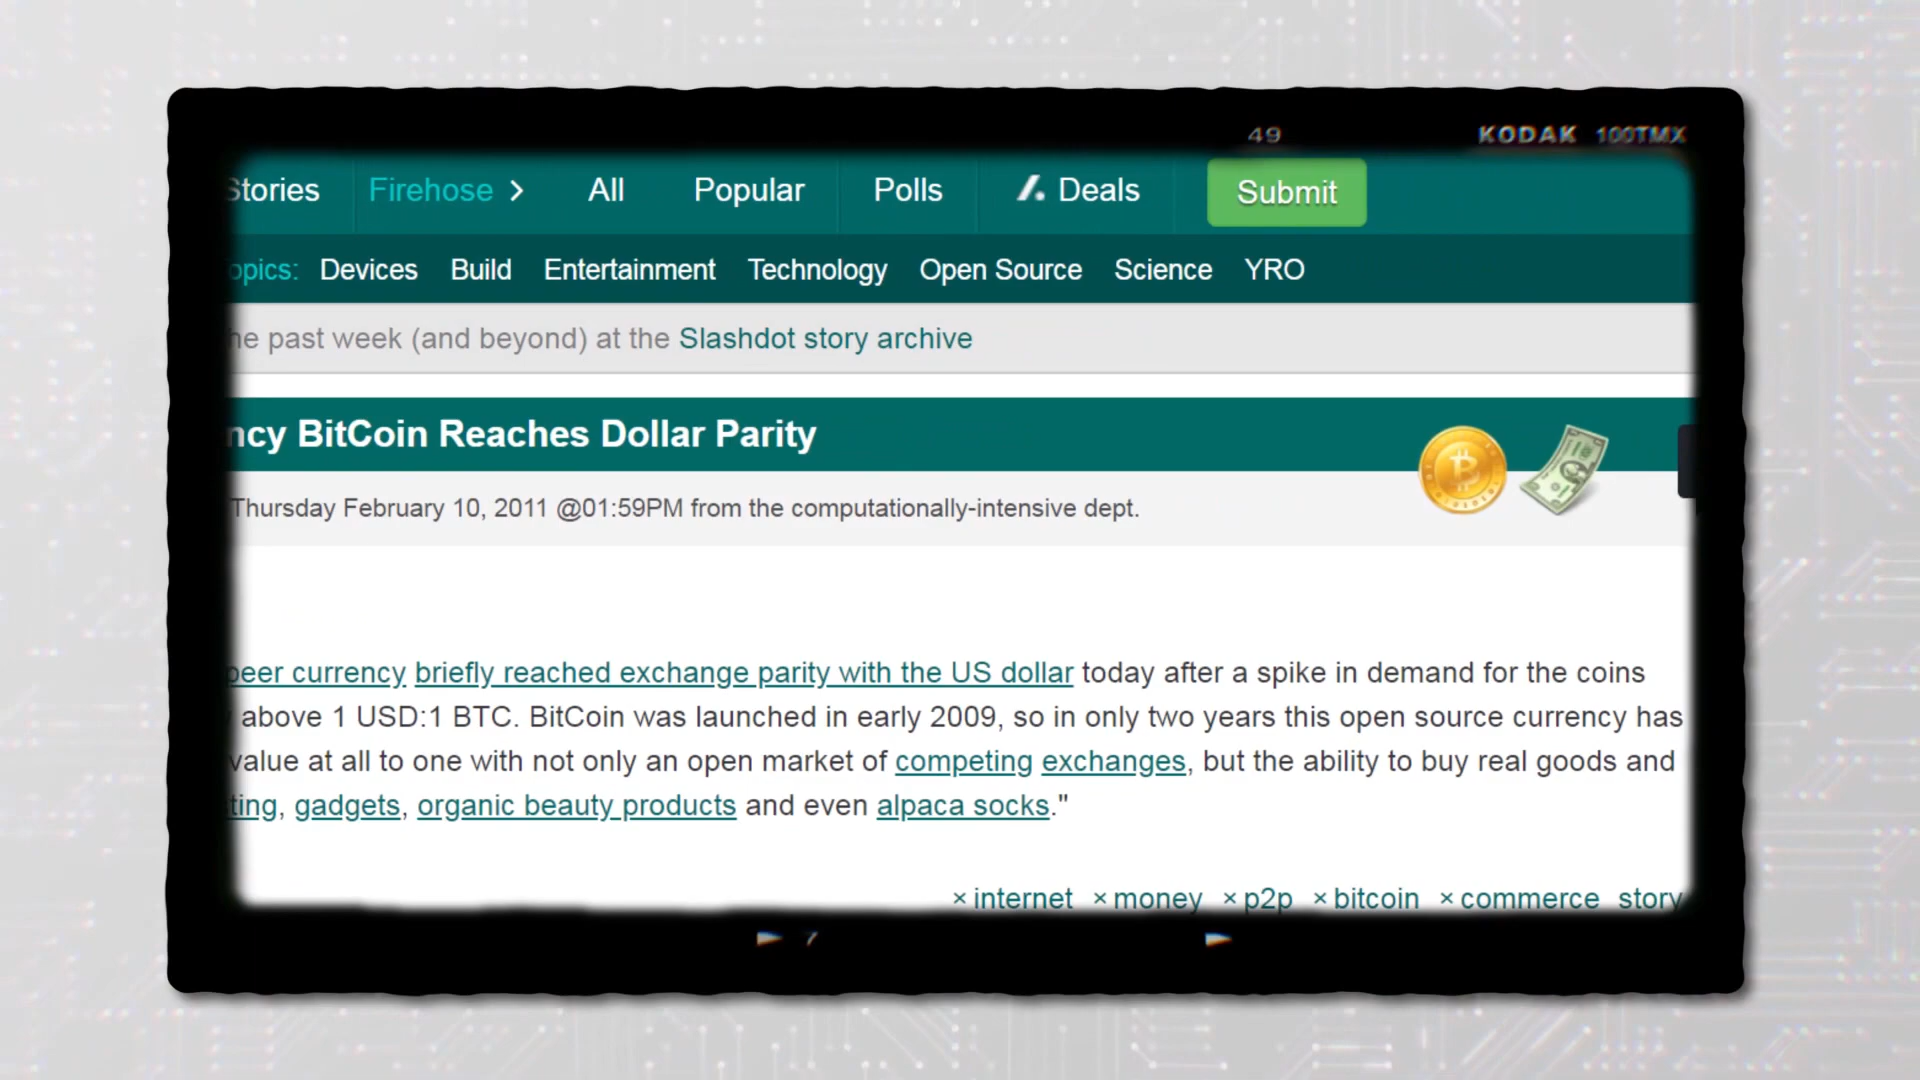 49 KODAK 100TMX
Stories Firehose All Popular Polls Deals Submit
opics: Devices Build Entertainment Technology Open Source Science YRO
he past week (and beyond) at the Slashdot story archive
ncy BitCoin Reaches Dollar Parity
Thursday February 10, 2011 @01:59PM from the computationally-intensive dept.
peer currency briefly reached exchange parity with the US dollar today after a spike in demand for the coins
above 1 USD:1 BTC. BitCoin was launched in early 2009, so in only two years this open source currency has
value at all to one with not only an open market of competing exchanges, but the ability to buy real goods and
ting, gadgets, organic beauty products and even alpaca socks."
× internet × money × p2p × bitcoin × commerce story
7